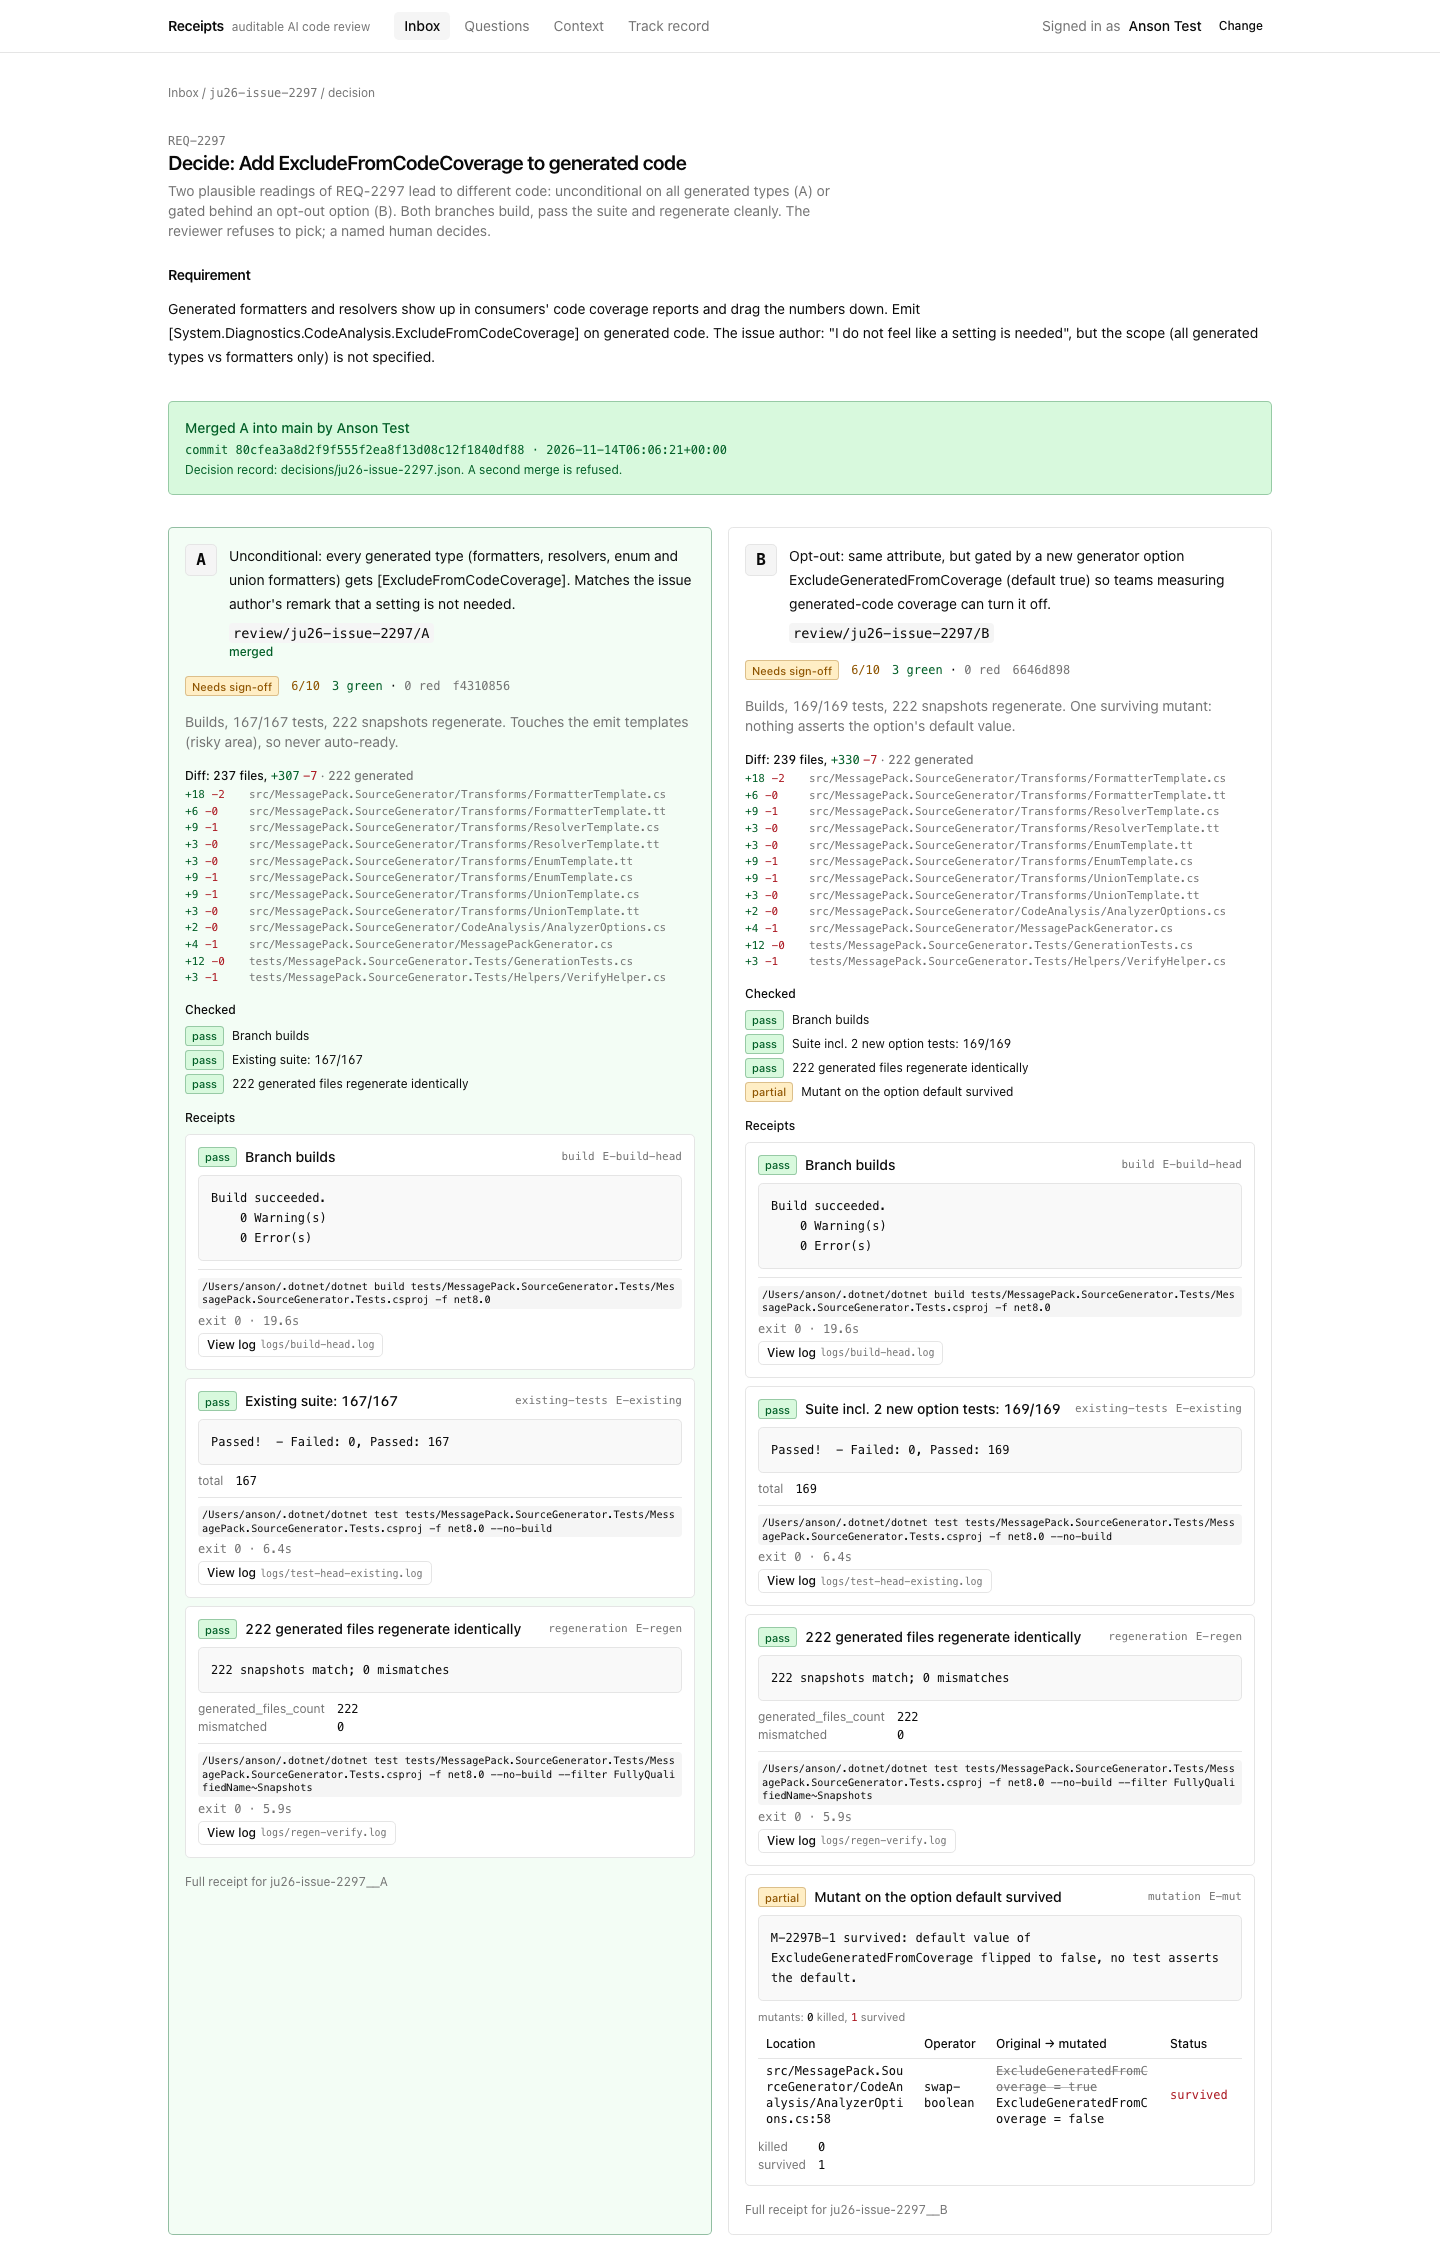 Receipts auditable AI code review Inbox Questions Context Track record Signed in as Anson Test Change
Inbox / ju26-issue-2297 / decision
REQ-2297
Decide: Add ExcludeFromCodeCoverage to generated code
Two plausible readings of REQ-2297 lead to different code: unconditional on all generated types (A) or
gated behind an opt-out option (B). Both branches build, pass the suite and regenerate cleanly. The
reviewer refuses to pick; a named human decides.
Requirement
Generated formatters and resolvers show up in consumers' code coverage reports and drag the numbers down. Emit
[System.Diagnostics.CodeAnalysis.ExcludeFromCodeCoverage] on generated code. The issue author: "I do not feel like a setting is needed", but the scope (all generated
types vs formatters only) is not specified.
Merged A into main by Anson Test
commit 80cfea3a8d2f9f555f2ea8f13d08c12f1840df88 · 2026-11-14T06:06:21+00:00
Decision record: decisions/ju26-issue-2297.json. A second merge is refused.
A
Unconditional: every generated type (formatters, resolvers, enum and
union formatters) gets [ExcludeFromCodeCoverage]. Matches the issue
author's remark that a setting is not needed.
review/ju26-issue-2297/A
merged
Needs sign-off 6/10 3 green · 0 red f4310856
Builds, 167/167 tests, 222 snapshots regenerate. Touches the emit templates
(risky area), so never auto-ready.
Diff: 237 files, +307 −7 · 222 generated
+18 −2 src/MessagePack.SourceGenerator/Transforms/FormatterTemplate.cs
+6 −0 src/MessagePack.SourceGenerator/Transforms/FormatterTemplate.tt
+9 −1 src/MessagePack.SourceGenerator/Transforms/ResolverTemplate.cs
+3 −0 src/MessagePack.SourceGenerator/Transforms/ResolverTemplate.tt
+3 −0 src/MessagePack.SourceGenerator/Transforms/EnumTemplate.tt
+9 −1 src/MessagePack.SourceGenerator/Transforms/EnumTemplate.cs
+9 −1 src/MessagePack.SourceGenerator/Transforms/UnionTemplate.cs
+3 −0 src/MessagePack.SourceGenerator/Transforms/UnionTemplate.tt
+2 −0 src/MessagePack.SourceGenerator/CodeAnalysis/AnalyzerOptions.cs
+4 −1 src/MessagePack.SourceGenerator/MessagePackGenerator.cs
+12 −0 tests/MessagePack.SourceGenerator.Tests/GenerationTests.cs
+3 −1 tests/MessagePack.SourceGenerator.Tests/Helpers/VerifyHelper.cs
Checked
pass Branch builds
pass Existing suite: 167/167
pass 222 generated files regenerate identically
Receipts
pass Branch builds build E-build-head
Build succeeded.
0 Warning(s)
0 Error(s)
/Users/anson/.dotnet/dotnet build tests/MessagePack.SourceGenerator.Tests/Mes
sagePack.SourceGenerator.Tests.csproj -f net8.0
exit 0 · 19.6s
View log logs/build-head.log
pass Existing suite: 167/167 existing-tests E-existing
Passed! - Failed: 0, Passed: 167
total 167
/Users/anson/.dotnet/dotnet test tests/MessagePack.SourceGenerator.Tests/Mess
agePack.SourceGenerator.Tests.csproj -f net8.0 --no-build
exit 0 · 6.4s
View log logs/test-head-existing.log
pass 222 generated files regenerate identically regeneration E-regen
222 snapshots match; 0 mismatches
generated_files_count 222
mismatched 0
/Users/anson/.dotnet/dotnet test tests/MessagePack.SourceGenerator.Tests/Mess
agePack.SourceGenerator.Tests.csproj -f net8.0 --no-build --filter FullyQuali
fiedName~Snapshots
exit 0 · 5.9s
View log logs/regen-verify.log
Full receipt for ju26-issue-2297__A
B
Opt-out: same attribute, but gated by a new generator option
ExcludeGeneratedFromCoverage (default true) so teams measuring
generated-code coverage can turn it off.
review/ju26-issue-2297/B
Needs sign-off 6/10 3 green · 0 red 6646d898
Builds, 169/169 tests, 222 snapshots regenerate. One surviving mutant:
nothing asserts the option's default value.
Diff: 239 files, +330 −7 · 222 generated
+18 −2 src/MessagePack.SourceGenerator/Transforms/FormatterTemplate.cs
+6 −0 src/MessagePack.SourceGenerator/Transforms/FormatterTemplate.tt
+9 −1 src/MessagePack.SourceGenerator/Transforms/ResolverTemplate.cs
+3 −0 src/MessagePack.SourceGenerator/Transforms/ResolverTemplate.tt
+3 −0 src/MessagePack.SourceGenerator/Transforms/EnumTemplate.tt
+9 −1 src/MessagePack.SourceGenerator/Transforms/EnumTemplate.cs
+9 −1 src/MessagePack.SourceGenerator/Transforms/UnionTemplate.cs
+3 −0 src/MessagePack.SourceGenerator/Transforms/UnionTemplate.tt
+2 −0 src/MessagePack.SourceGenerator/CodeAnalysis/AnalyzerOptions.cs
+4 −1 src/MessagePack.SourceGenerator/MessagePackGenerator.cs
+12 −0 tests/MessagePack.SourceGenerator.Tests/GenerationTests.cs
+3 −1 tests/MessagePack.SourceGenerator.Tests/Helpers/VerifyHelper.cs
Checked
pass Branch builds
pass Suite incl. 2 new option tests: 169/169
pass 222 generated files regenerate identically
partial Mutant on the option default survived
Receipts
pass Branch builds build E-build-head
Build succeeded.
0 Warning(s)
0 Error(s)
/Users/anson/.dotnet/dotnet build tests/MessagePack.SourceGenerator.Tests/Mes
sagePack.SourceGenerator.Tests.csproj -f net8.0
exit 0 · 19.6s
View log logs/build-head.log
pass Suite incl. 2 new option tests: 169/169 existing-tests E-existing
Passed! - Failed: 0, Passed: 169
total 169
/Users/anson/.dotnet/dotnet test tests/MessagePack.SourceGenerator.Tests/Mess
agePack.SourceGenerator.Tests.csproj -f net8.0 --no-build
exit 0 · 6.4s
View log logs/test-head-existing.log
pass 222 generated files regenerate identically regeneration E-regen
222 snapshots match; 0 mismatches
generated_files_count 222
mismatched 0
/Users/anson/.dotnet/dotnet test tests/MessagePack.SourceGenerator.Tests/Mess
agePack.SourceGenerator.Tests.csproj -f net8.0 --no-build --filter FullyQuali
fiedName~Snapshots
exit 0 · 5.9s
View log logs/regen-verify.log
partial Mutant on the option default survived mutation E-mut
M-2297B-1 survived: default value of
ExcludeGeneratedFromCoverage flipped to false, no test asserts
the default.
mutants: 0 killed, 1 survived
Location Operator Original → mutated Status
src/MessagePack.Sou
rceGenerator/CodeAn
alysis/AnalyzerOpti
ons.cs:58
swap-
boolean
ExcludeGeneratedFromC
overage = true
ExcludeGeneratedFromC
overage = false
survived
killed 0
survived 1
Full receipt for ju26-issue-2297__B